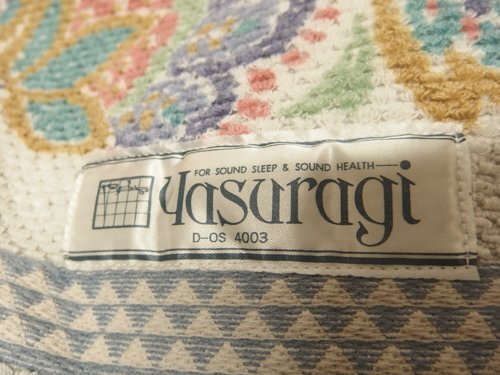 FOR SOUND SLEEP & SOUND HEALTH
Yasuragi
D-OS 4003